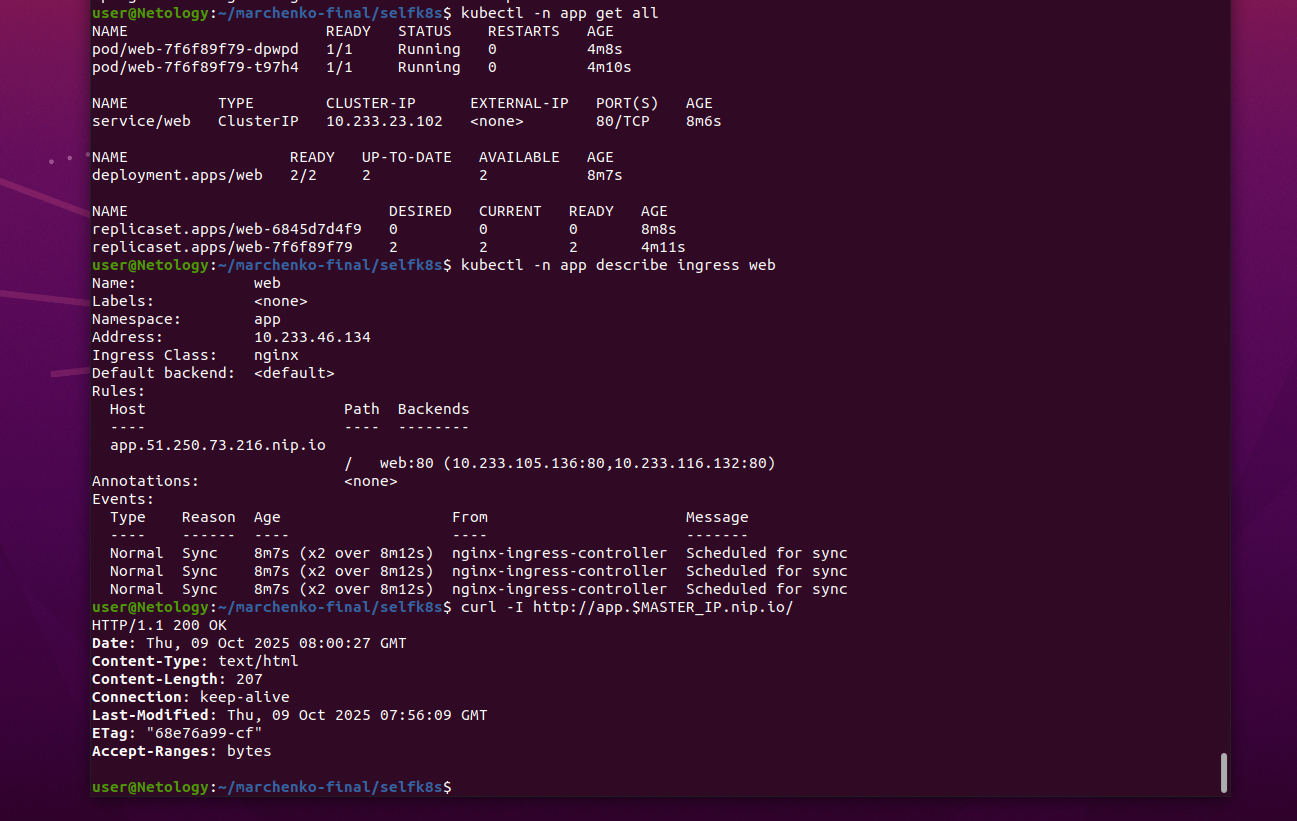 user@Netology:~/marchenko-final/selfk8s$ kubectl -n app get all
NAME                      READY   STATUS    RESTARTS   AGE
pod/web-7f6f89f79-dpwpd   1/1     Running   0          4m8s
pod/web-7f6f89f79-t97h4   1/1     Running   0          4m10s

NAME          TYPE        CLUSTER-IP      EXTERNAL-IP   PORT(S)   AGE
service/web   ClusterIP   10.233.23.102   <none>        80/TCP    8m6s

NAME                  READY   UP-TO-DATE   AVAILABLE   AGE
deployment.apps/web   2/2     2            2           8m7s

NAME                             DESIRED   CURRENT   READY   AGE
replicaset.apps/web-6845d7d4f9   0         0         0       8m8s
replicaset.apps/web-7f6f89f79    2         2         2       4m11s
user@Netology:~/marchenko-final/selfk8s$ kubectl -n app describe ingress web
Name:             web
Labels:           <none>
Namespace:        app
Address:          10.233.46.134
Ingress Class:    nginx
Default backend:  <default>
Rules:
  Host                      Path  Backends
  ----                      ----  --------
  app.51.250.73.216.nip.io
                            /   web:80 (10.233.105.136:80,10.233.116.132:80)
Annotations:                <none>
Events:
  Type    Reason  Age                  From                      Message
  ----    ------  ----                 ----                      -------
  Normal  Sync    8m7s (x2 over 8m12s)  nginx-ingress-controller  Scheduled for sync
  Normal  Sync    8m7s (x2 over 8m12s)  nginx-ingress-controller  Scheduled for sync
  Normal  Sync    8m7s (x2 over 8m12s)  nginx-ingress-controller  Scheduled for sync
user@Netology:~/marchenko-final/selfk8s$ curl -I http://app.$MASTER_IP.nip.io/
HTTP/1.1 200 OK
Date: Thu, 09 Oct 2025 08:00:27 GMT
Content-Type: text/html
Content-Length: 207
Connection: keep-alive
Last-Modified: Thu, 09 Oct 2025 07:56:09 GMT
ETag: "68e76a99-cf"
Accept-Ranges: bytes

user@Netology:~/marchenko-final/selfk8s$